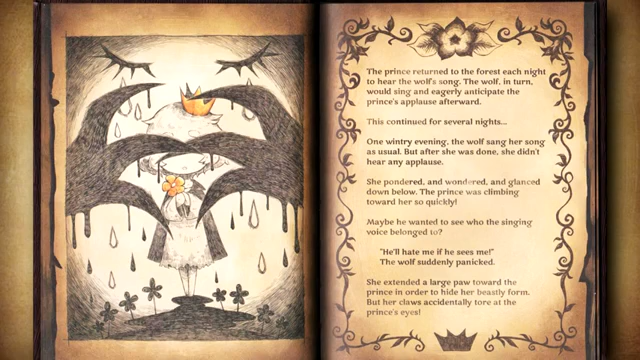 The prince returned to the forest each night
to hear the wolf's song. The wolf, in turn,
would sing and eagerly anticipate the
prince's applause afterward.
This continued for several nights...
One wintry evening, the wolf sang her song
as usual. But after she was done, she didn't
hear any applause.
She pondered, and wondered, and glanced
down below. The prince was climbing
toward her so quickly!
Maybe he wanted to see who the singing
voice belonged to?
"He'll hate me if he sees me!"
The wolf suddenly panicked.
She extended a large paw toward the
prince in order to hide her beastly form.
But her claws accidentally tore at the
prince's eyes!